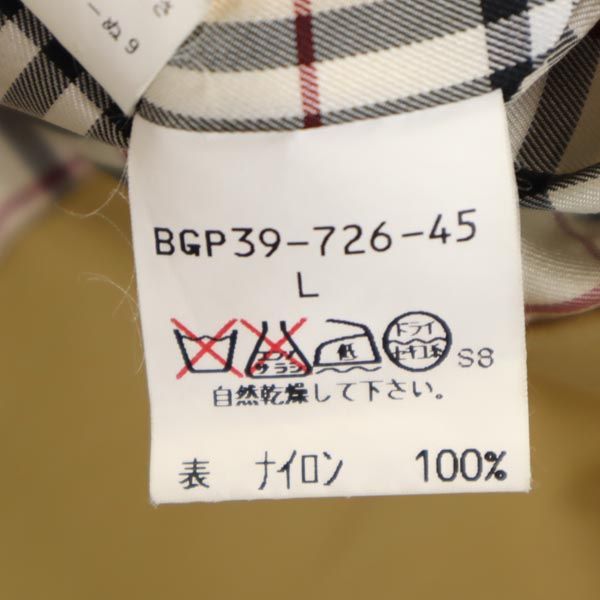 BGP39-726-45
L
エンソ
サラシ
低
ドライ
セキユ系
S8
自然乾燥して下さい。
表 ナイロン 100%